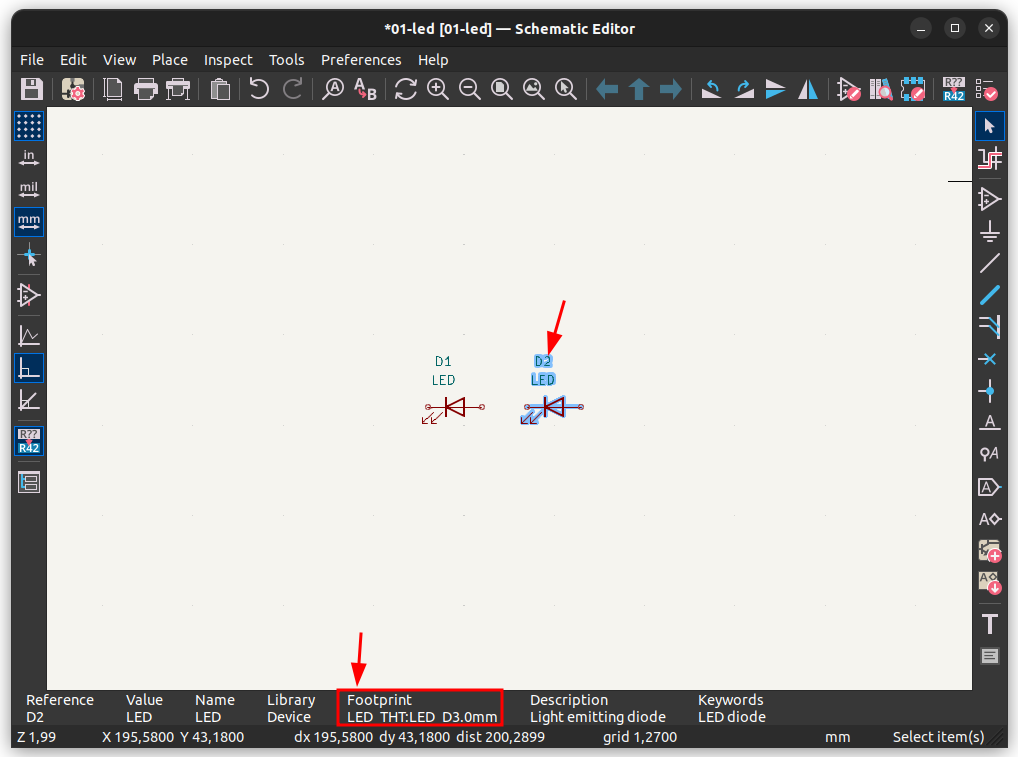 *01-led [01-led] — Schematic Editor
File Edit View Place Inspect Tools Preferences Help
A B
R?? R42
in
mil
mm
R?? R42
D1
LED
D2
LED
A
A
A
A
A
T
Reference Value Name Library Footprint Description Keywords
D2 LED LED Device LED_THT:LED_D3.0mm Light emitting diode LED diode
Z 1,99 X 195,5800 Y 43,1800 dx 195,5800 dy 43,1800 dist 200,2899 grid 1,2700 mm Select item(s)